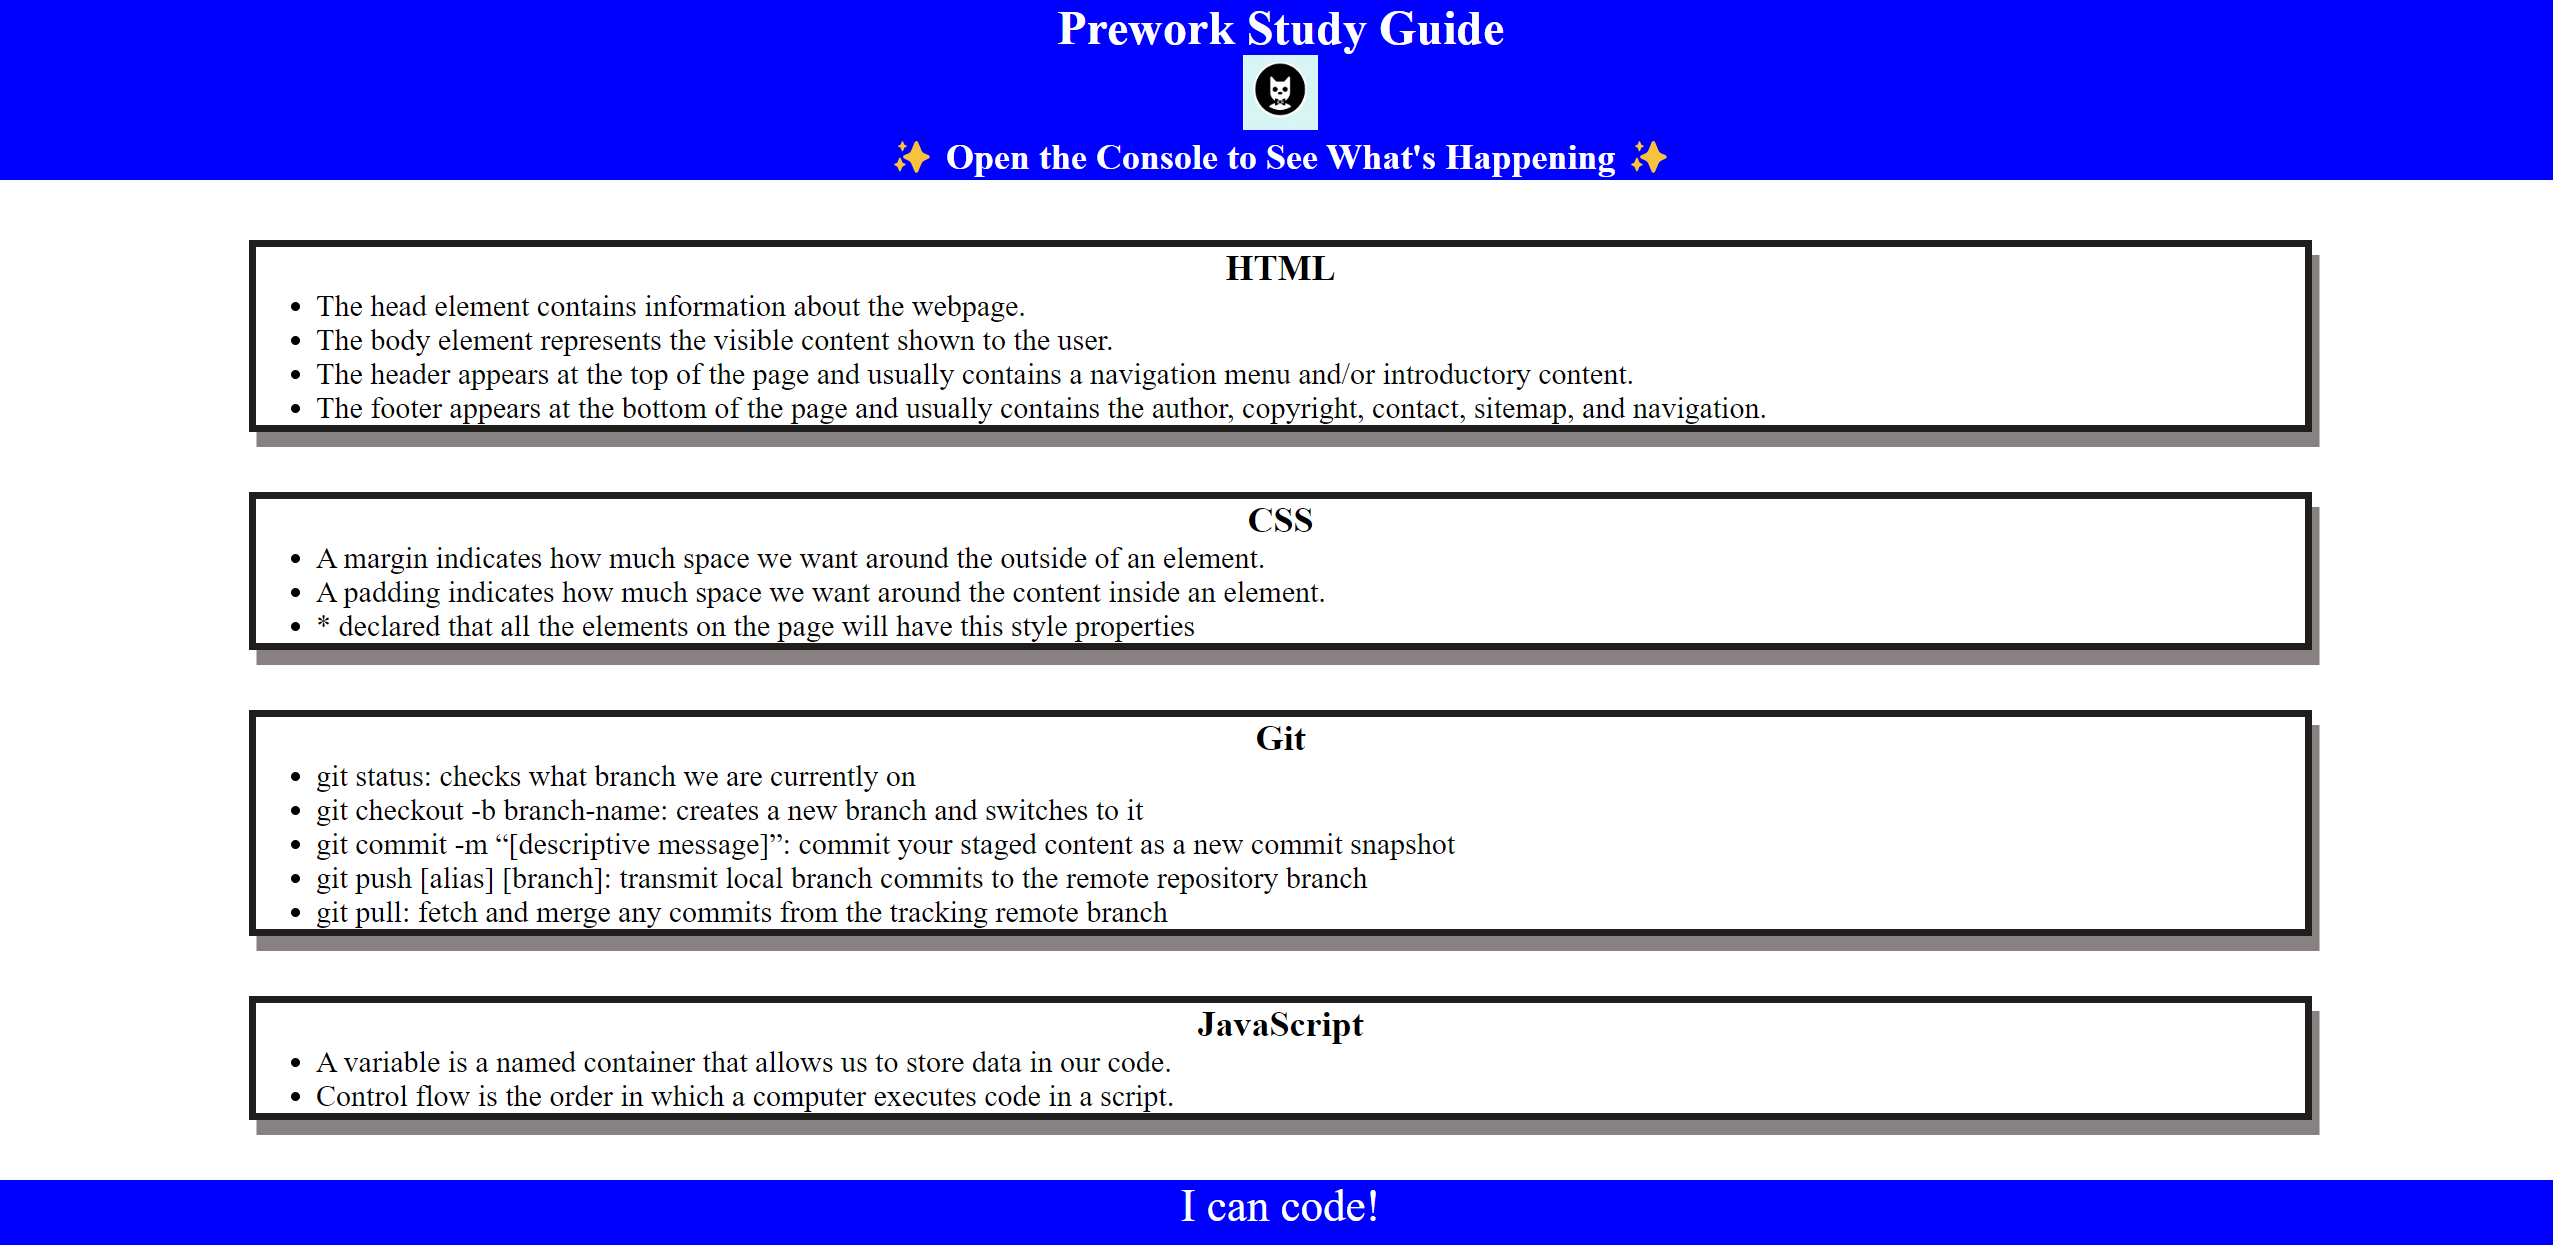 Prework Study Guide
✨ Open the Console to See What's Happening ✨
HTML
• The head element contains information about the webpage.
• The body element represents the visible content shown to the user.
• The header appears at the top of the page and usually contains a navigation menu and/or introductory content.
• The footer appears at the bottom of the page and usually contains the author, copyright, contact, sitemap, and navigation.
CSS
• A margin indicates how much space we want around the outside of an element.
• A padding indicates how much space we want around the content inside an element.
• * declared that all the elements on the page will have this style properties
Git
• git status: checks what branch we are currently on
• git checkout -b branch-name: creates a new branch and switches to it
• git commit -m “[descriptive message]”: commit your staged content as a new commit snapshot
• git push [alias] [branch]: transmit local branch commits to the remote repository branch
• git pull: fetch and merge any commits from the tracking remote branch
JavaScript
• A variable is a named container that allows us to store data in our code.
• Control flow is the order in which a computer executes code in a script.
I can code!